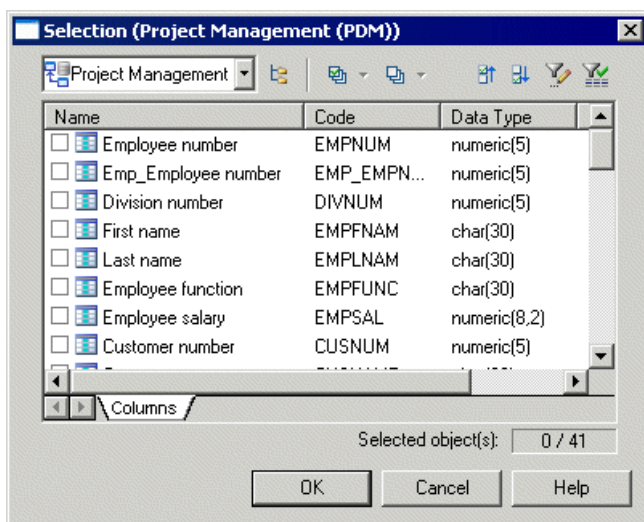 Selection (Project Management (PDM))
Project Management
Name Code Data Type
Employee number EMPNUM numeric(5)
Emp_Employee number EMP_EMPN... numeric(5)
Division number DIVNUM numeric(5)
First name EMPFNAM char(30)
Last name EMPLNAM char(30)
Employee function EMPFUNC char(30)
Employee salary EMPSAL numeric(8,2)
Customer number CUSNUM numeric(5)
Columns
Selected object(s): 0 / 41
OK Cancel Help